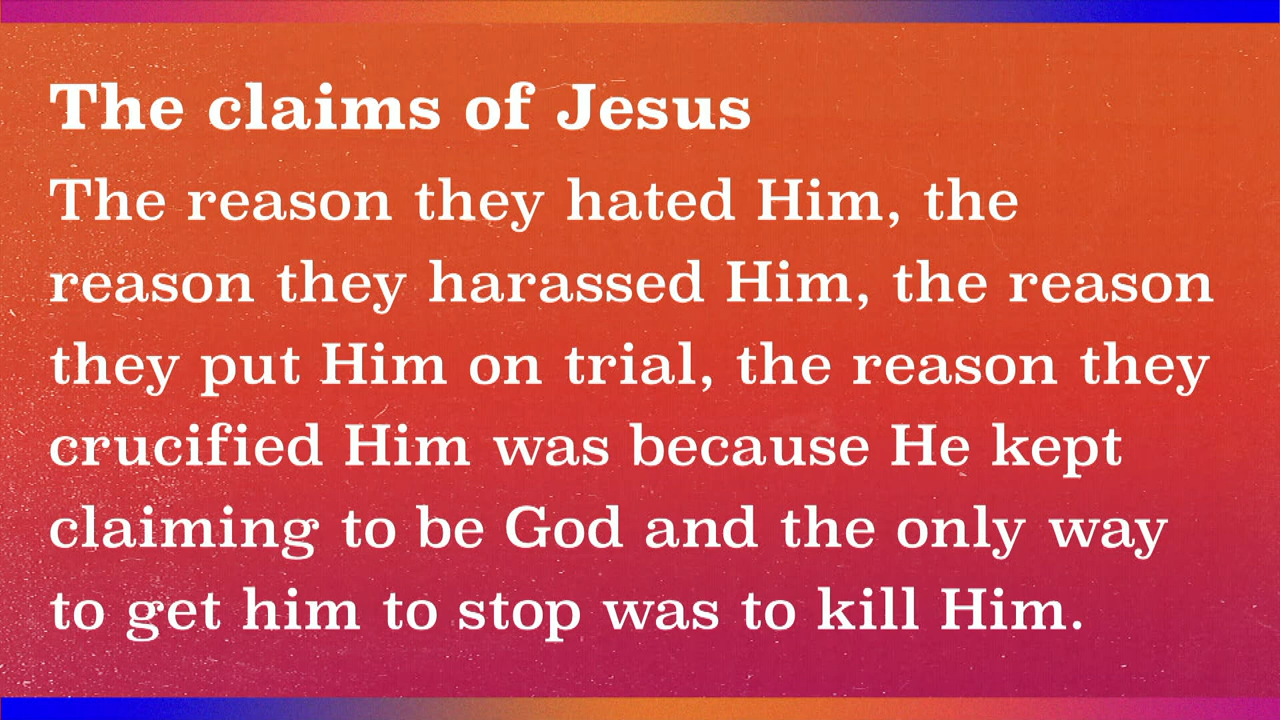 The claims of Jesus
The reason they hated Him, the
reason they harassed Him, the reason
they put Him on trial, the reason they
crucified Him was because He kept
claiming to be God and the only way
to get him to stop was to kill Him.